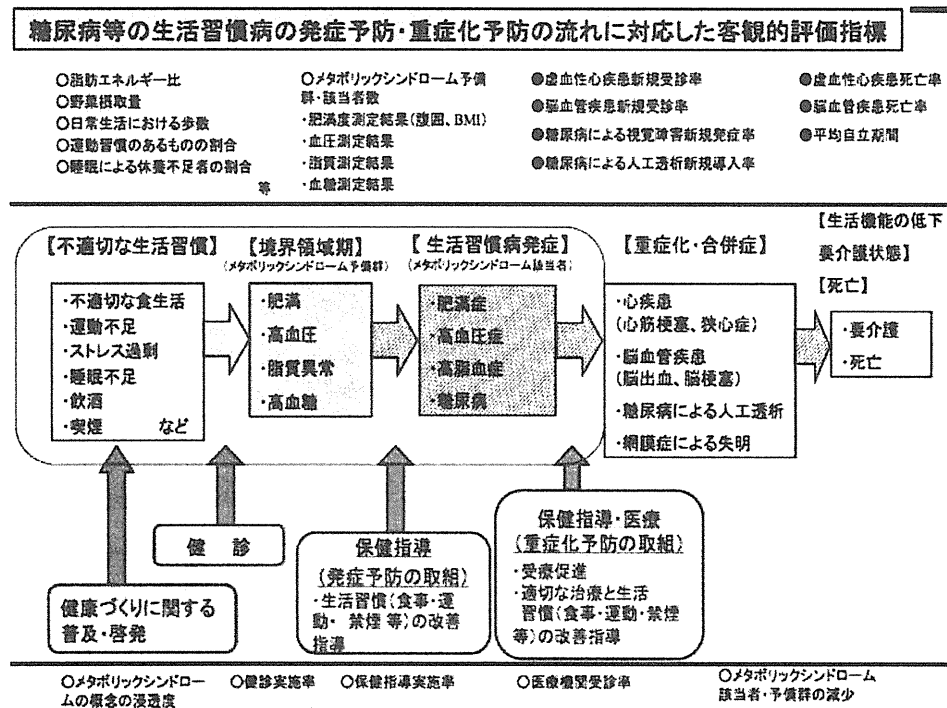 糖尿病等の生活習慣病の発症予防・重症化予防の流れに対応した客観的評価指標
○脂肪エネルギー比
○野菜摂取量
○日常生活における歩数
○運動習慣のあるものの割合
○睡眠による休養不足者の割合
等
○メタボリックシンドローム予備
群・該当者数
・肥満度測定結果(腹囲、BMI)
・血圧測定結果
・脂質測定結果
・血糖測定結果
●虚血性心疾患新規受診率
●脳血管疾患新規受診率
●糖尿病による視覚障害新規発症率
●糖尿病による人工透析新規導入率
●虚血性心疾患死亡率
●脳血管疾患死亡率
●平均自立期間
【不適切な生活習慣】
・不適切な食生活
・運動不足
・ストレス過剰
・睡眠不足
・飲酒
・喫煙 など
【境界領域期】
(メタボリックシンドローム予備群)
・肥満
・高血圧
・脂質異常
・高血糖
【 生活習慣病発症】
(メタボリックシンドローム該当者)
・肥満症
・高血圧症
・高脂血症
・糖尿病
【重症化・合併症】
・心疾患
(心筋梗塞、狭心症)
・脳血管疾患
(脳出血、脳梗塞)
・糖尿病による人工透析
・網膜症による失明
【生活機能の低下
要介護状態】
【死亡】
・要介護
・死亡
健康づくりに関する
普及・啓発
健 診
保健指導
(発症予防の取組)
・生活習慣(食事・運
動・ 禁煙 等)の改善
指導
保健指導・医療
(重症化予防の取組)
・受療促進
・適切な治療と生活
習慣(食事・運動・禁煙
等)の改善指導
○メタボリックシンドロー
ムの概念の浸透度
○健診実施率
○保健指導実施率
○医療機関受診率
○メタボリックシンドローム
該当者・予備群の減少